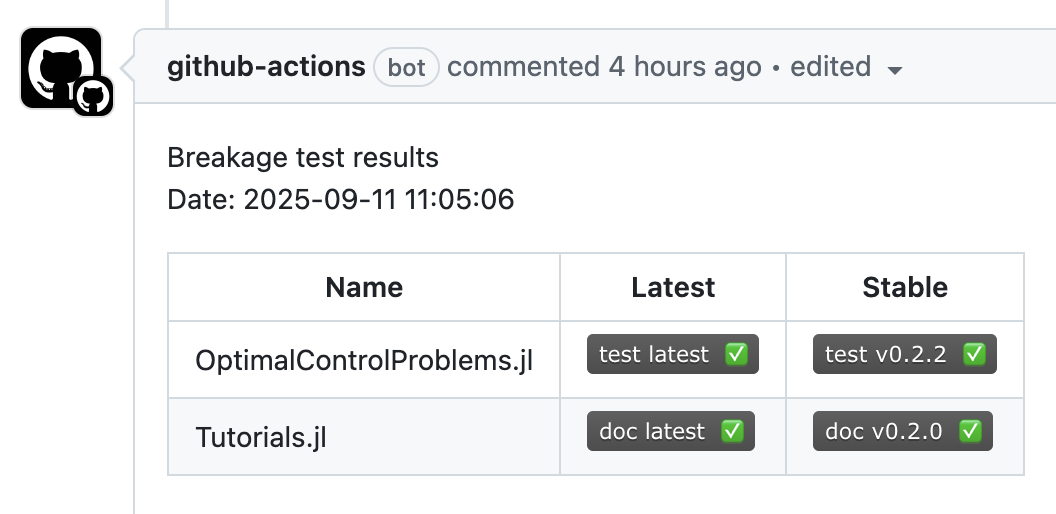 github-actions bot commented 4 hours ago • edited
Breakage test results
Date: 2025-09-11 11:05:06
Name Latest Stable
OptimalControlProblems.jl test latest ✅ test v0.2.2 ✅
Tutorials.jl doc latest ✅ doc v0.2.0 ✅